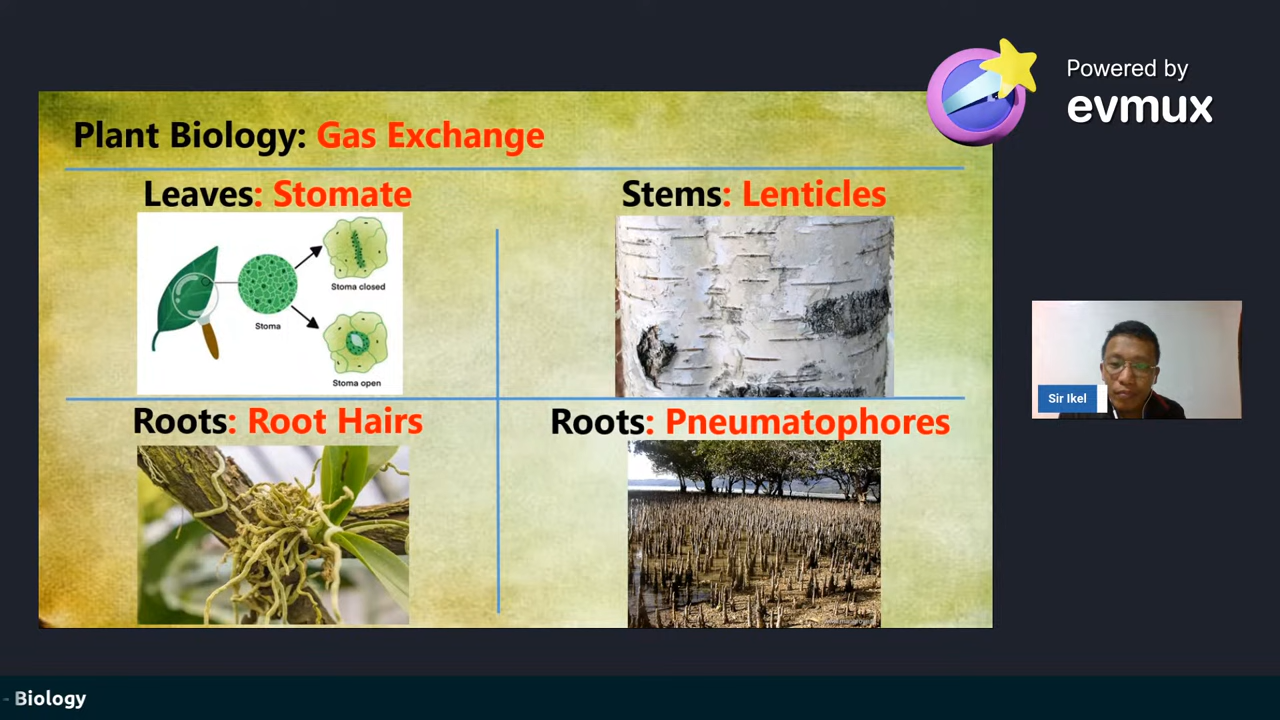 Powered by
evmux
Plant Biology: Gas Exchange
Leaves: Stomate
Stems: Lenticles
Stoma closed
Stoma
Stoma open
Sir Ikel
Roots: Root Hairs
Roots: Pneumatophores
- Biology